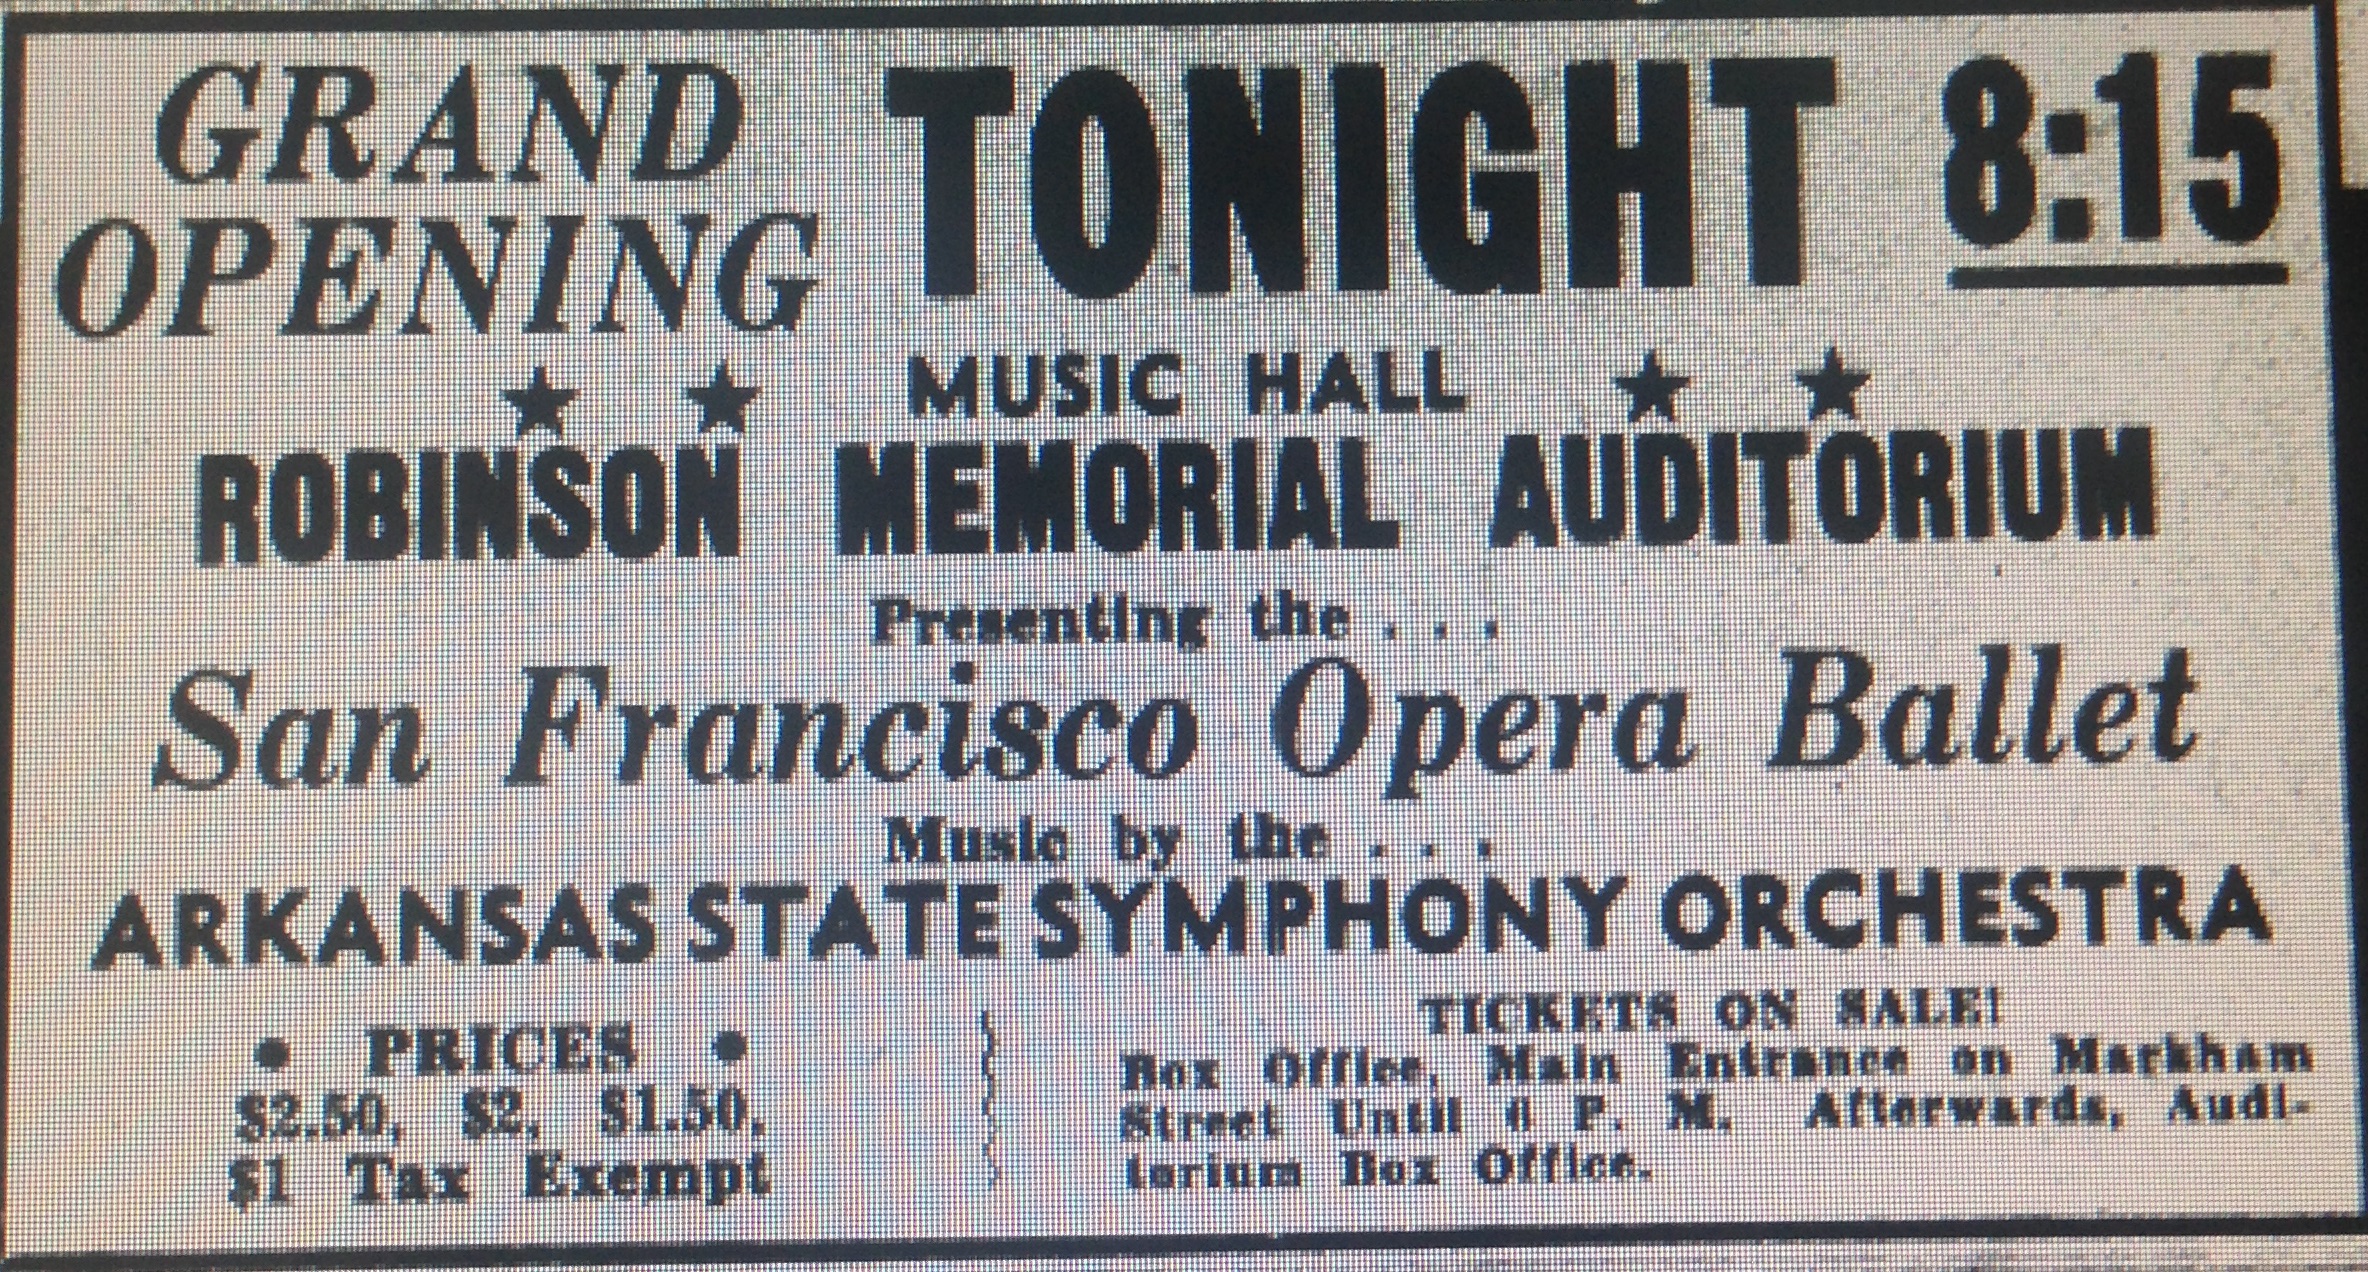 GRAND
OPENING
TONIGHT 8:15
MUSIC HALL
ROBINSON MEMORIAL AUDITORIUM
Presenting the . . .
San Francisco Opera Ballet
Music by the . . .
ARKANSAS STATE SYMPHONY ORCHESTRA
• PRICES •
$2.50, $2, $1.50,
$1 Tax Exempt
TICKETS ON SALE!
Box Office, Main Entrance on Markham
Street Until 6 P. M. Afterwards, Audi-
torium Box Office.